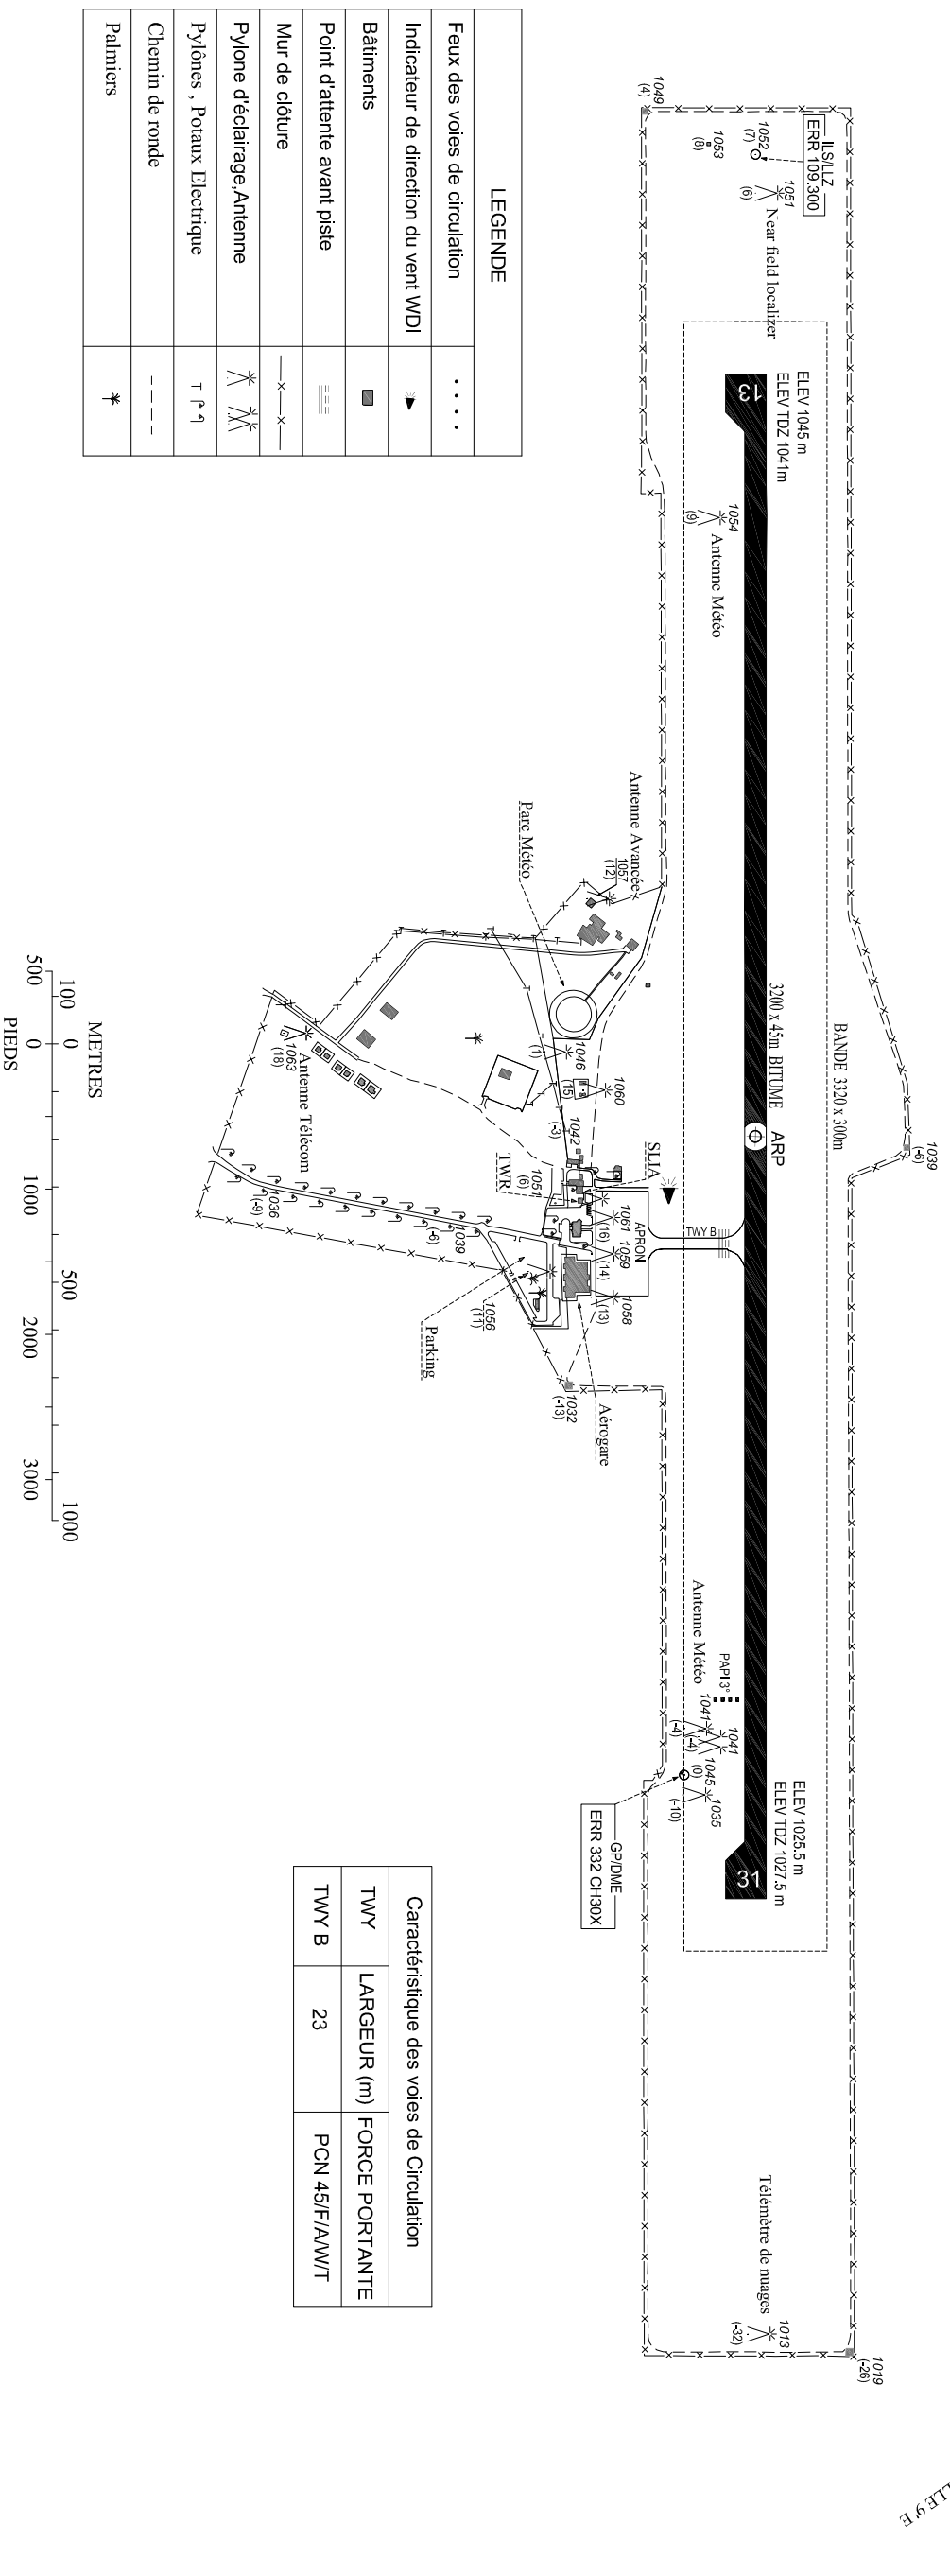 1049
(4)
ILS/LLZ
ERR 109.300
1052
(7)
1053
(8)
1051
(6)
Near field localizer
ELEV 1045 m
ELEV TDZ 1041m
13
1054
(9)
Antenne Météo
3200 x 45m BITUME
BANDE 3320 x 300m
ARP
1039
(-6)
TWY B
APRON
SLIA
TWR
Antenne Avancée
1057
(12)
Parc Météo
1046
(1)
1060
(15)
1042
(-3)
1051
(6)
1061
(16)
1059
(14)
1058
(13)
1063
(18)
Antenne Télécom
1036
(-9)
1039
(-6)
1056
(11)
Parking
Aérogare
1032
(-13)
Antenne Météo
PAPI 3°
1041
(-4)
1041
(-4)
1045
(0)
1035
(-10)
GP/DME
ERR 332 CH30X
ELEV 1025.5 m
ELEV TDZ 1027.5 m
31
Télémètre de nuages
1013
(-32)
1019
(-26)
LEGENDE
Feux des voies de circulation
Indicateur de direction du vent WDI
Bâtiments
Point d'attente avant piste
Mur de clôture
Pylone d'éclairage,Antenne
Pylônes , Potaux Electrique
Chemin de ronde
Palmiers
METRES
100 0 500 1000
500 0 1000 2000 3000
PIEDS
Caractéristique des voies de Circulation
TWY LARGEUR (m) FORCE PORTANTE
TWY B 23 PCN 45/F/A/W/T